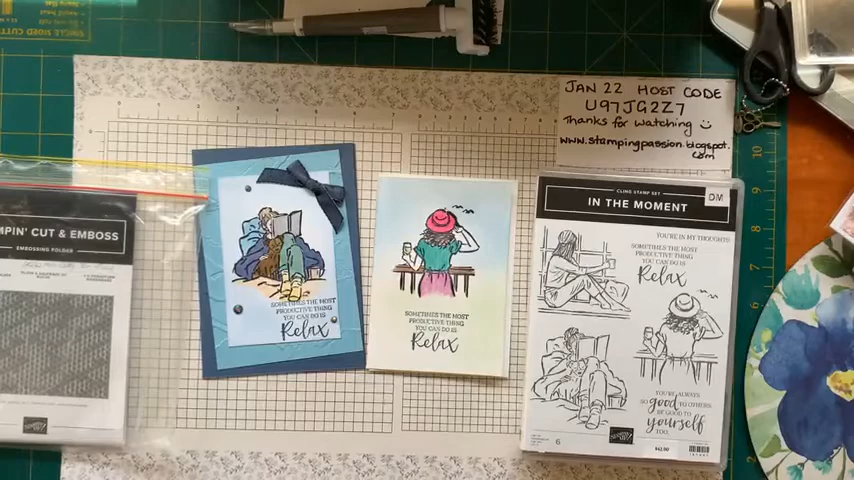 JAN 22 HOST CODE
U97JG2Z7
Thanks for watching
www.stampingpassion.blogspot.
com
MPIN' CUT & EMBOSS
EMBOSSING FOLDER
SOMETIMES THE MOST
PRODUCTIVE THING
YOU CAN DO IS
Relax
SOMETIMES THE MOST
PRODUCTIVE THING
YOU CAN DO IS
Relax
CLING STAMP SET
IN THE MOMENT
DM
YOU'RE IN MY THOUGHTS
SOMETIMES THE MOST
PRODUCTIVE THING
YOU CAN DO IS
Relax
YOU'RE ALWAYS
SO good TO OTHERS
BE GOOD TO
yourself
TOO.
6